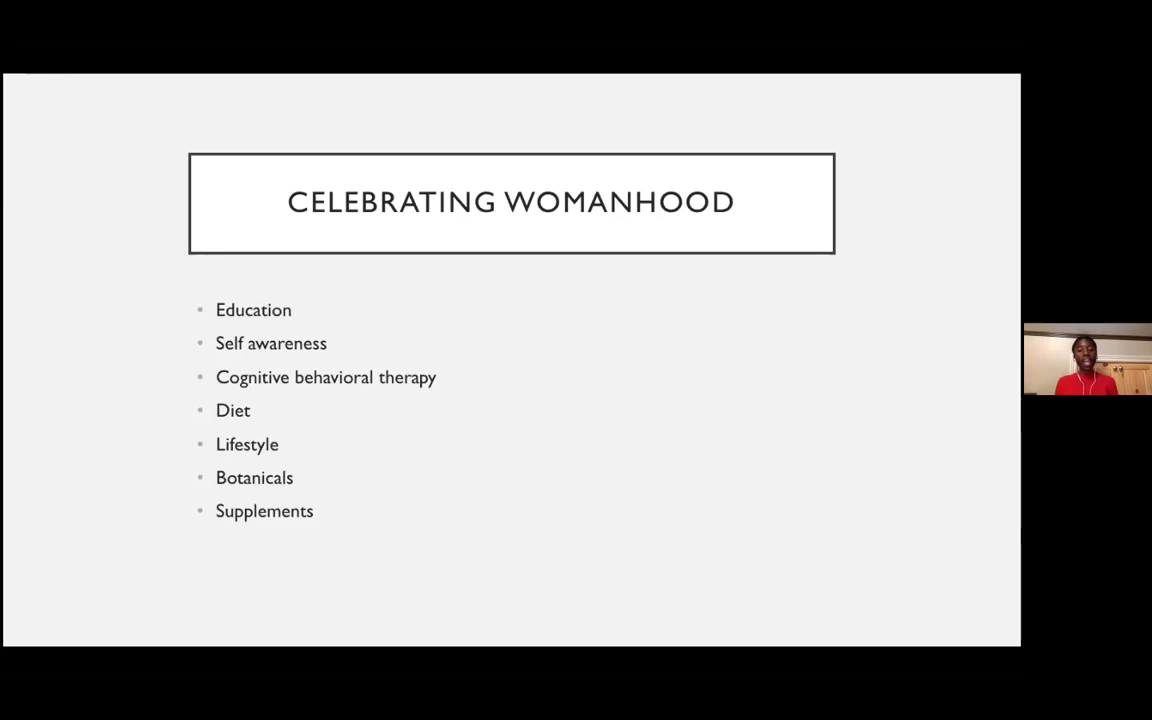 CELEBRATING WOMANHOOD
Education
Self awareness
Cognitive behavioral therapy
Diet
Lifestyle
Botanicals
Supplements